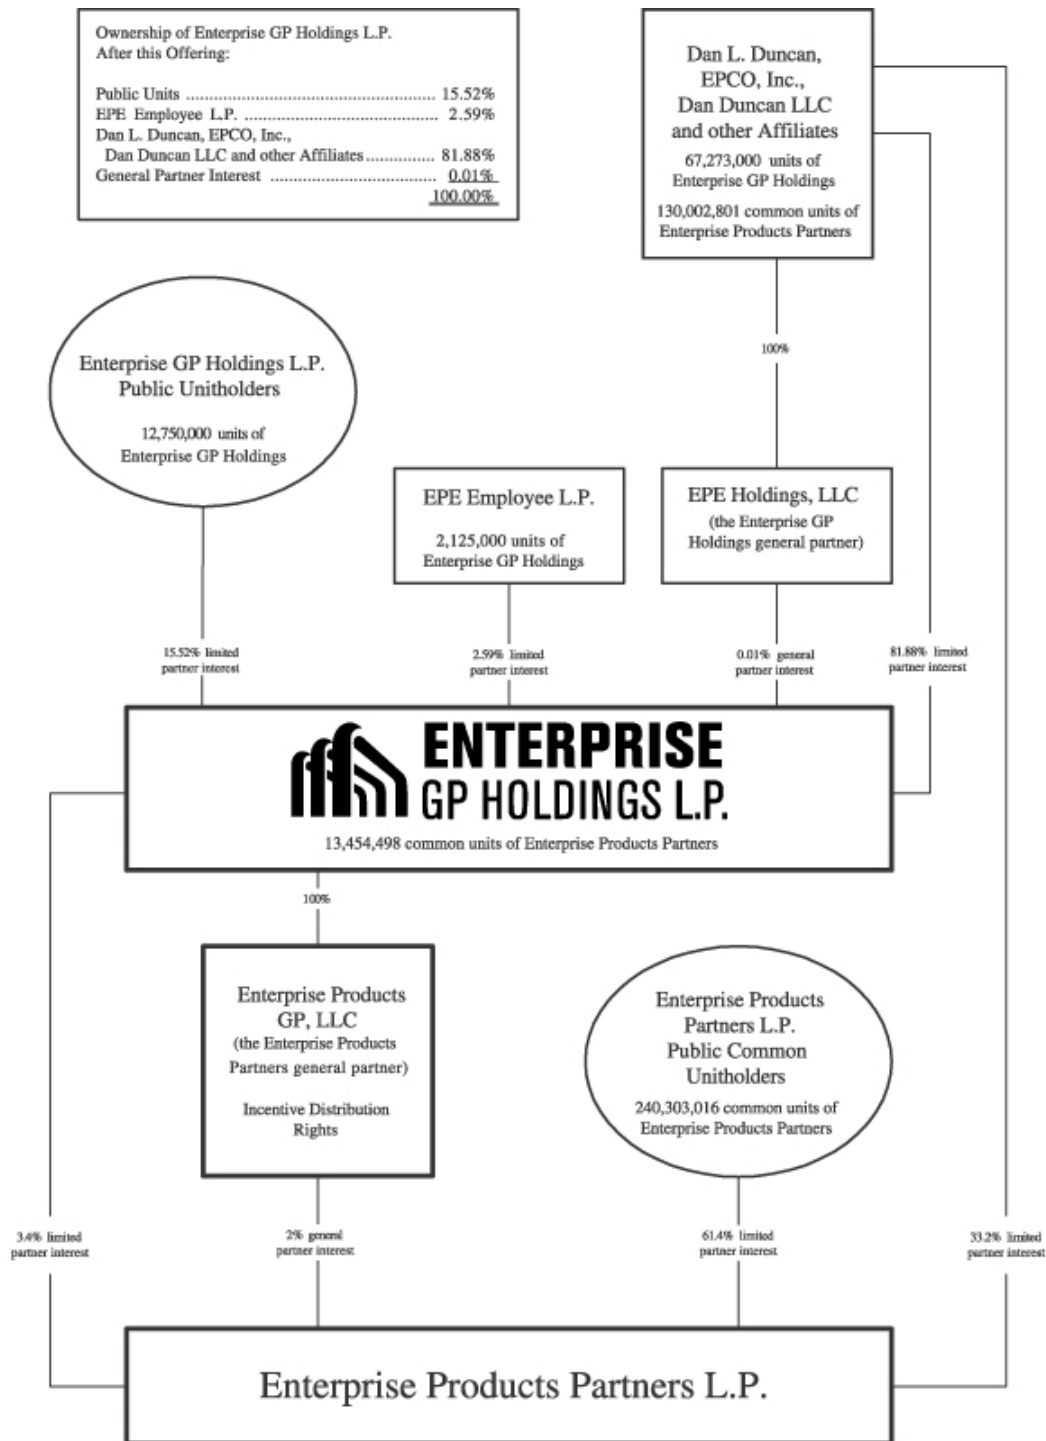 Ownership of Enterprise GP Holdings L.P.
After this Offering:
Public Units ................................................ 15.52%
EPE Employee L.P. ..................................... 2.59%
Dan L. Duncan, EPCO, Inc.,
Dan Duncan LLC and other Affiliates ............. 81.88%
General Partner Interest ................................ 0.01%
100.00%
Dan L. Duncan,
EPCO, Inc.,
Dan Duncan LLC
and other Affiliates
67,273,000 units of
Enterprise GP Holdings
130,002,801 common units of
Enterprise Products Partners
100%
Enterprise GP Holdings L.P.
Public Unitholders
12,750,000 units of
Enterprise GP Holdings
EPE Employee L.P.
2,125,000 units of
Enterprise GP Holdings
EPE Holdings, LLC
(the Enterprise GP
Holdings general partner)
15.52% limited
partner interest
2.59% limited
partner interest
0.01% general
partner interest
81.88% limited
partner interest
ENTERPRISE
GP HOLDINGS L.P.
13,454,498 common units of Enterprise Products Partners
100%
Enterprise Products
GP, LLC
(the Enterprise Products
Partners general partner)
Incentive Distribution
Rights
Enterprise Products
Partners L.P.
Public Common
Unitholders
240,303,016 common units of
Enterprise Products Partners
3.4% limited
partner interest
2% general
partner interest
61.4% limited
partner interest
33.2% limited
partner interest
Enterprise Products Partners L.P.